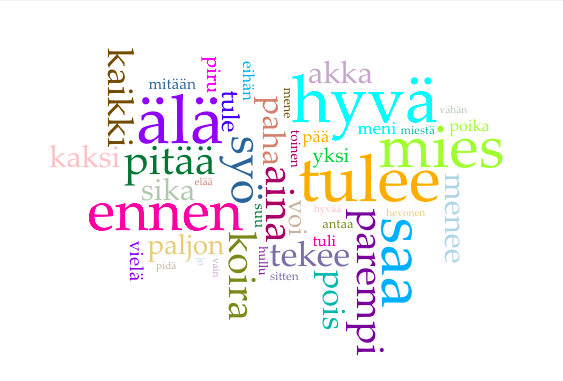 kaikki
mitään
piru
eihän
akka
älä
tule
mene
hyvä
vähän
meni
miestä
poika
kaksi
pitää
syö
paha
toinen
pää
yksi
mies
sika
elää
aina
tulee
menee
ennen
suu
voi
hyvää
hevonen
antaa
saa
vielä
paljon
koira
hullu
tekee
tuli
parempi
pidä
jo
vain
sitten
pois